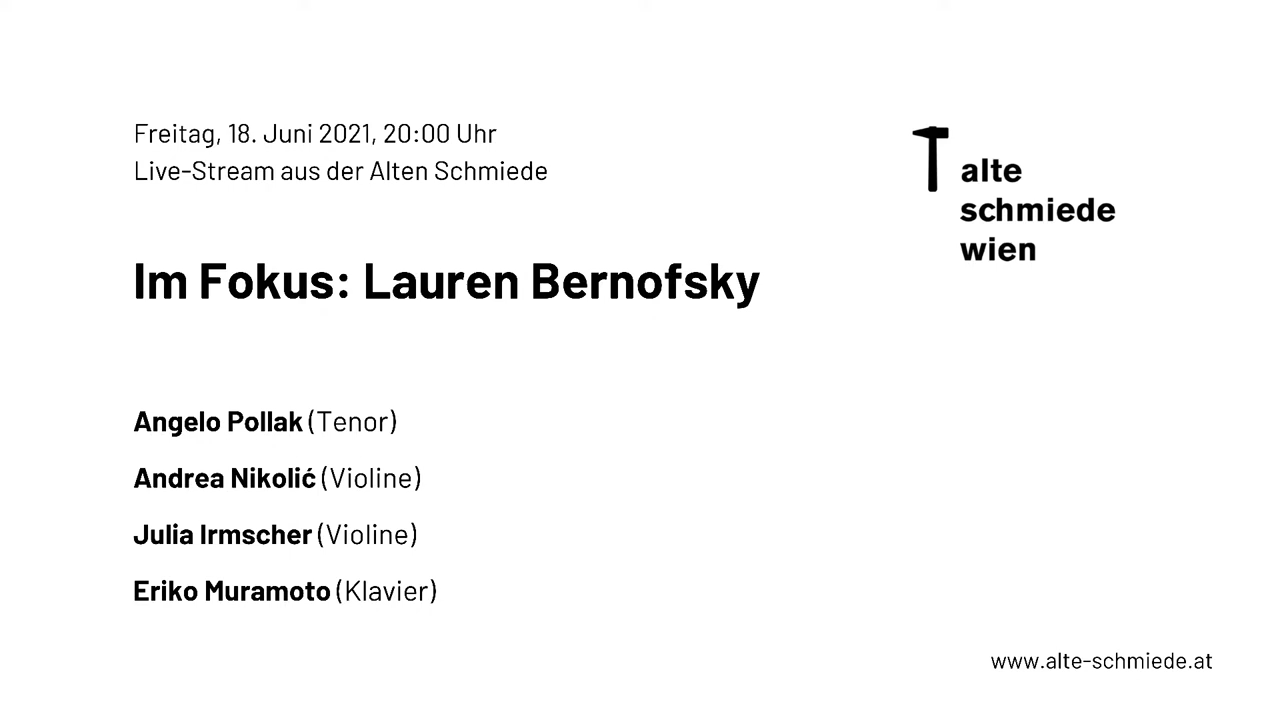 Freitag, 18. Juni 2021, 20:00 Uhr
Live-Stream aus der Alten Schmiede
alte
schmiede
wien
Im Fokus: Lauren Bernofsky
Angelo Pollak (Tenor)
Andrea Nikolić (Violine)
Julia Irmscher (Violine)
Eriko Muramoto (Klavier)
www.alte-schmiede.at